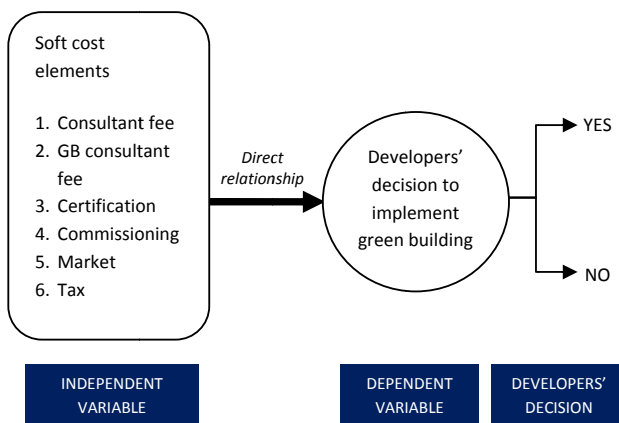 Soft cost
elements
1. Consultant fee
2. GB consultant
fee
3. Certification
4. Commissioning
5. Market
6. Tax
Direct
relationship
Developers’
decision to
implement
green building
YES
NO
INDEPENDENT
VARIABLE
DEPENDENT
VARIABLE
DEVELOPERS’
DECISION